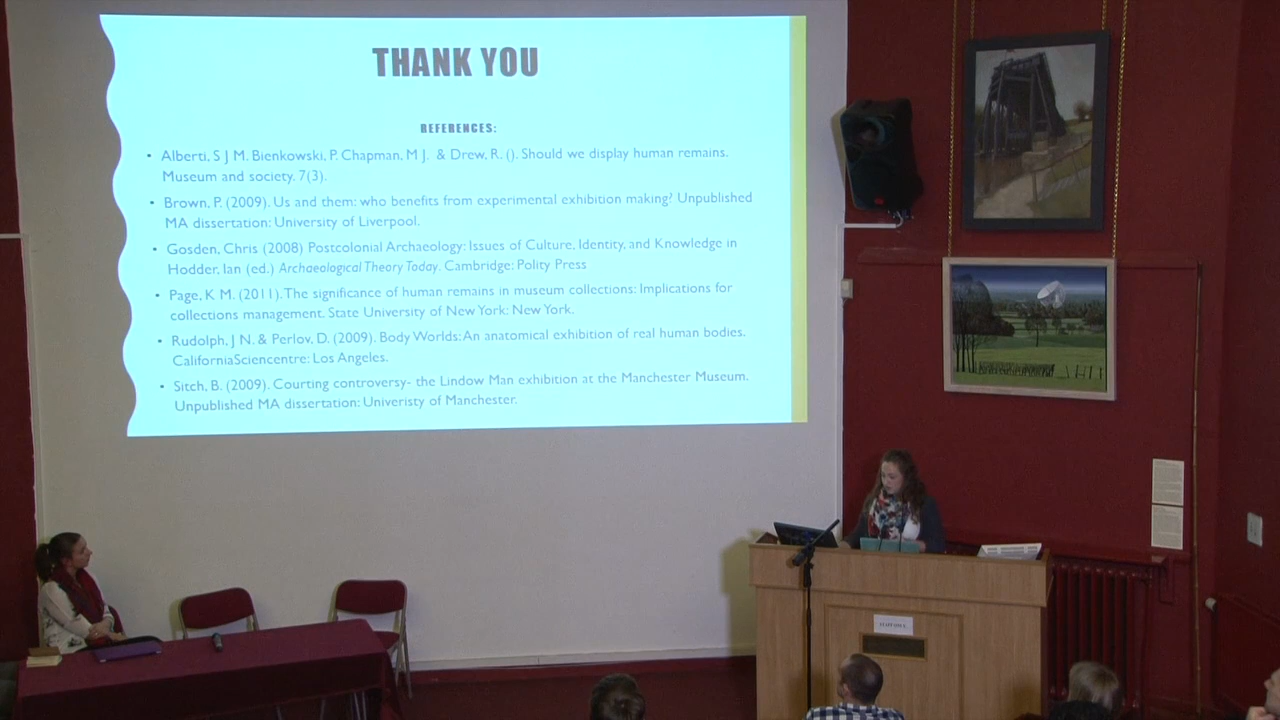 THANK YOU
REFERENCES:
• Alberti, S J M. Bienkowski, P. Chapman, M J. & Drew, R. (). Should we display human remains.
Museum and society. 7(3).
• Brown, P. (2009). Us and them: who benefits from experimental exhibition making? Unpublished
MA dissertation: University of Liverpool.
• Gosden, Chris (2008) Postcolonial Archaeology: Issues of Culture, Identity, and Knowledge in
Hodder, Ian (ed.) Archaeological Theory Today. Cambridge: Polity Press
• Page, K M. (2011). The significance of human remains in museum collections: Implications for
collections management. State University of New York: New York.
• Rudolph, J N. & Perlov, D. (2009). Body Worlds: An anatomical exhibition of real human bodies.
CaliforniaSciencentre: Los Angeles.
• Sitch, B. (2009). Courting controversy- the Lindow Man exhibition at the Manchester Museum.
Unpublished MA dissertation: Univeristy of Manchester.